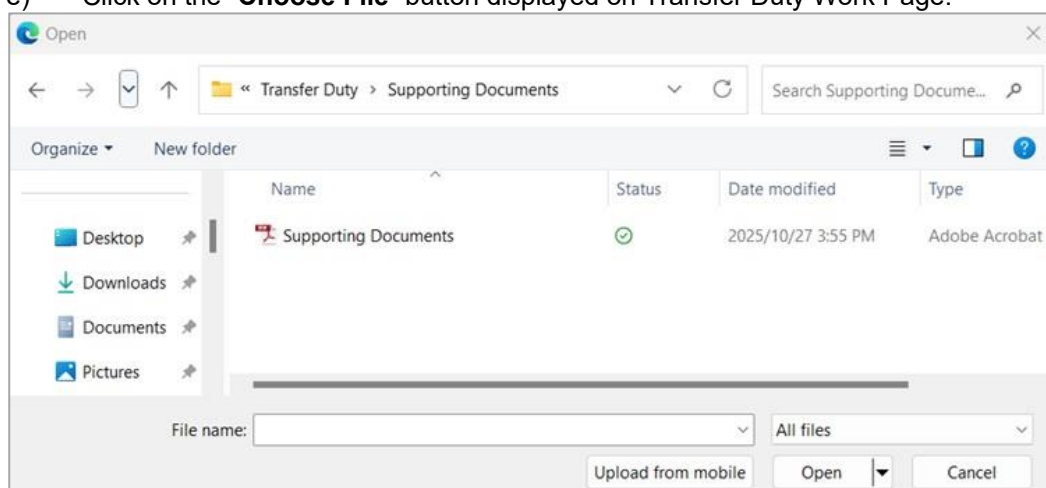 e) Click on the "Choose File" button displayed on Transfer Duty Work Page.
Open
« Transfer Duty > Supporting Documents
Search Supporting Docume...
Organize New folder
Name Status Date modified Type
Desktop Supporting Documents 2025/10/27 3:55 PM Adobe Acrobat
Downloads
Documents
Pictures
File name: All files
Upload from mobile Open Cancel